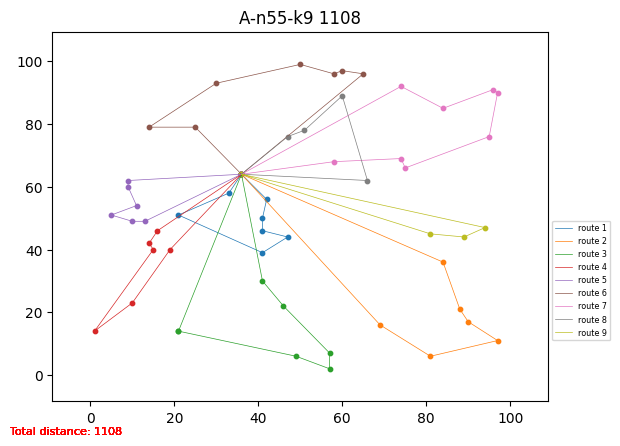 A-n55-k9 1108
100
80
60
40
20
0
0 20 40 60 80 100
route 1
route 2
route 3
route 4
route 5
route 6
route 7
route 8
route 9
Total distance: 1108